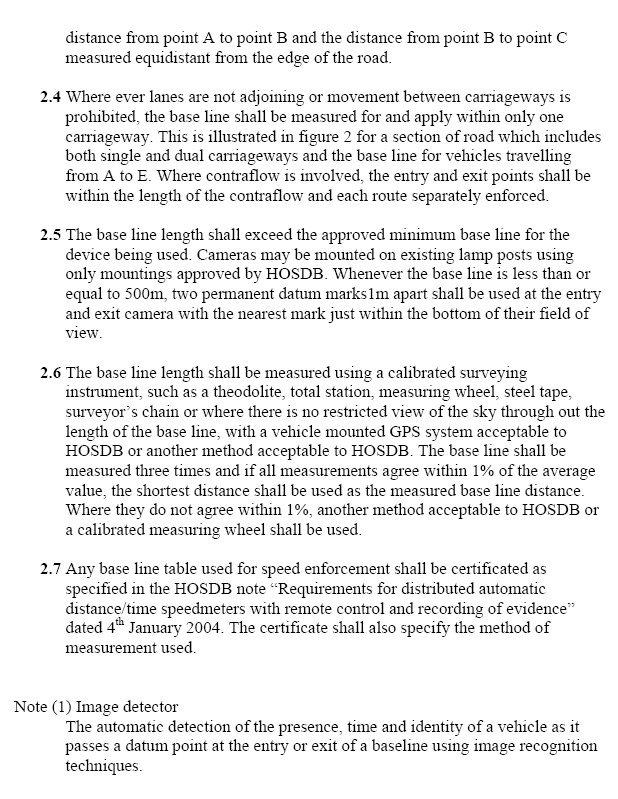 distance from point A to point B and the distance from point B to point C
measured equidistant from the edge of the road.
2.4 Where ever lanes are not adjoining or movement between carriageways is
prohibited, the base line shall be measured for and apply within only one
carriageway. This is illustrated in figure 2 for a section of road which includes
both single and dual carriageways and the base line for vehicles travelling
from A to E. Where contraflow is involved, the entry and exit points shall be
within the length of the contraflow and each route separately enforced.
2.5 The base line length shall exceed the approved minimum base line for the
device being used. Cameras may be mounted on existing lamp posts using
only mountings approved by HOSDB. Whenever the base line is less than or
equal to 500m, two permanent datum marks1m apart shall be used at the entry
and exit camera with the nearest mark just within the bottom of their field of
view.
2.6 The base line length shall be measured using a calibrated surveying
instrument, such as a theodolite, total station, measuring wheel, steel tape,
surveyor's chain or where there is no restricted view of the sky through out the
length of the base line, with a vehicle mounted GPS system acceptable to
HOSDB or another method acceptable to HOSDB. The base line shall be
measured three times and if all measurements agree within 1% of the average
value, the shortest distance shall be used as the measured base line distance.
Where they do not agree within 1%, another method acceptable to HOSDB or
a calibrated measuring wheel shall be used.
2.7 Any base line table used for speed enforcement shall be certificated as
specified in the HOSDB note “Requirements for distributed automatic
distance/time speedmeters with remote control and recording of evidence”
dated 4th January 2004. The certificate shall also specify the method of
measurement used.
Note (1) Image detector
The automatic detection of the presence, time and identity of a vehicle as it
passes a datum point at the entry or exit of a baseline using image recognition
techniques.